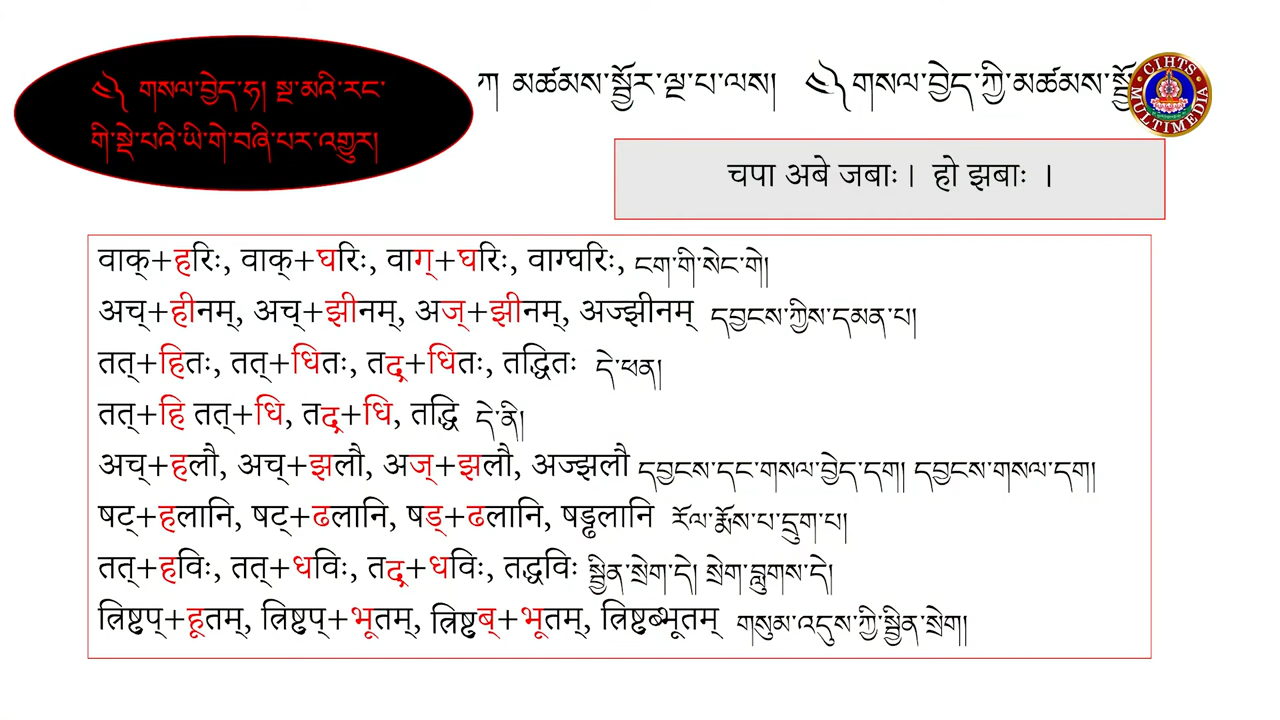 ༤༽ གསལ་བྱེད་ཧ། སྔ་མའི་རང་
གི་སྡེ་པའི་ཡི་གེ་བཞི་པར་འགྱུར།
ཀ མཚམས་སྦྱོར་ལྔ་པ་ལས། ༤༽གསལ་བྱེད་ཀྱི་མཚམས་སྦྱོ
CIHTS MULTIMEDIA
चपा अबे जबाः। हो झबाः ।
वाक्+हरिः, वाक्+घरिः, वाग्+घरिः, वाग्घरिः, ངག་གི་སེང་གེ།
अच्+हीनम्, अच्+झीनम्, अज्+झीनम्, अज्झीनम् དབྱངས་ཀྱིས་དམན་པ།
तत्+हितः, तत्+धितः, तद्+धितः, तद्धितः དེ་ཕན།
तत्+हि तत्+धि, तद्+धि, तद्धि དེ་ནི།
अच्+हलौ, अच्+झलौ, अज्+झलौ, अज्झलौ དབྱངས་དང་གསལ་བྱེད་དག། དབྱངས་གསལ་དག།
षट्+हलानि, षट्+ढलानि, षड्+ढलानि, षड्ढलानि རོལ་རྨོས་པ་དྲུག་པ།
तत्+हविः, तत्+धविः, तद्+धविः, तद्धविः སྦྱིན་སྲེག་དེ། སྲེག་བླུགས་དེ།
त्रिष्टुप्+हूतम्, त्रिष्टुप्+भूतम्, त्रिष्टुब्+भूतम्, त्रिष्टुब्भूतम् གསུམ་འདུས་ཀྱི་སྦྱིན་སྲེག།